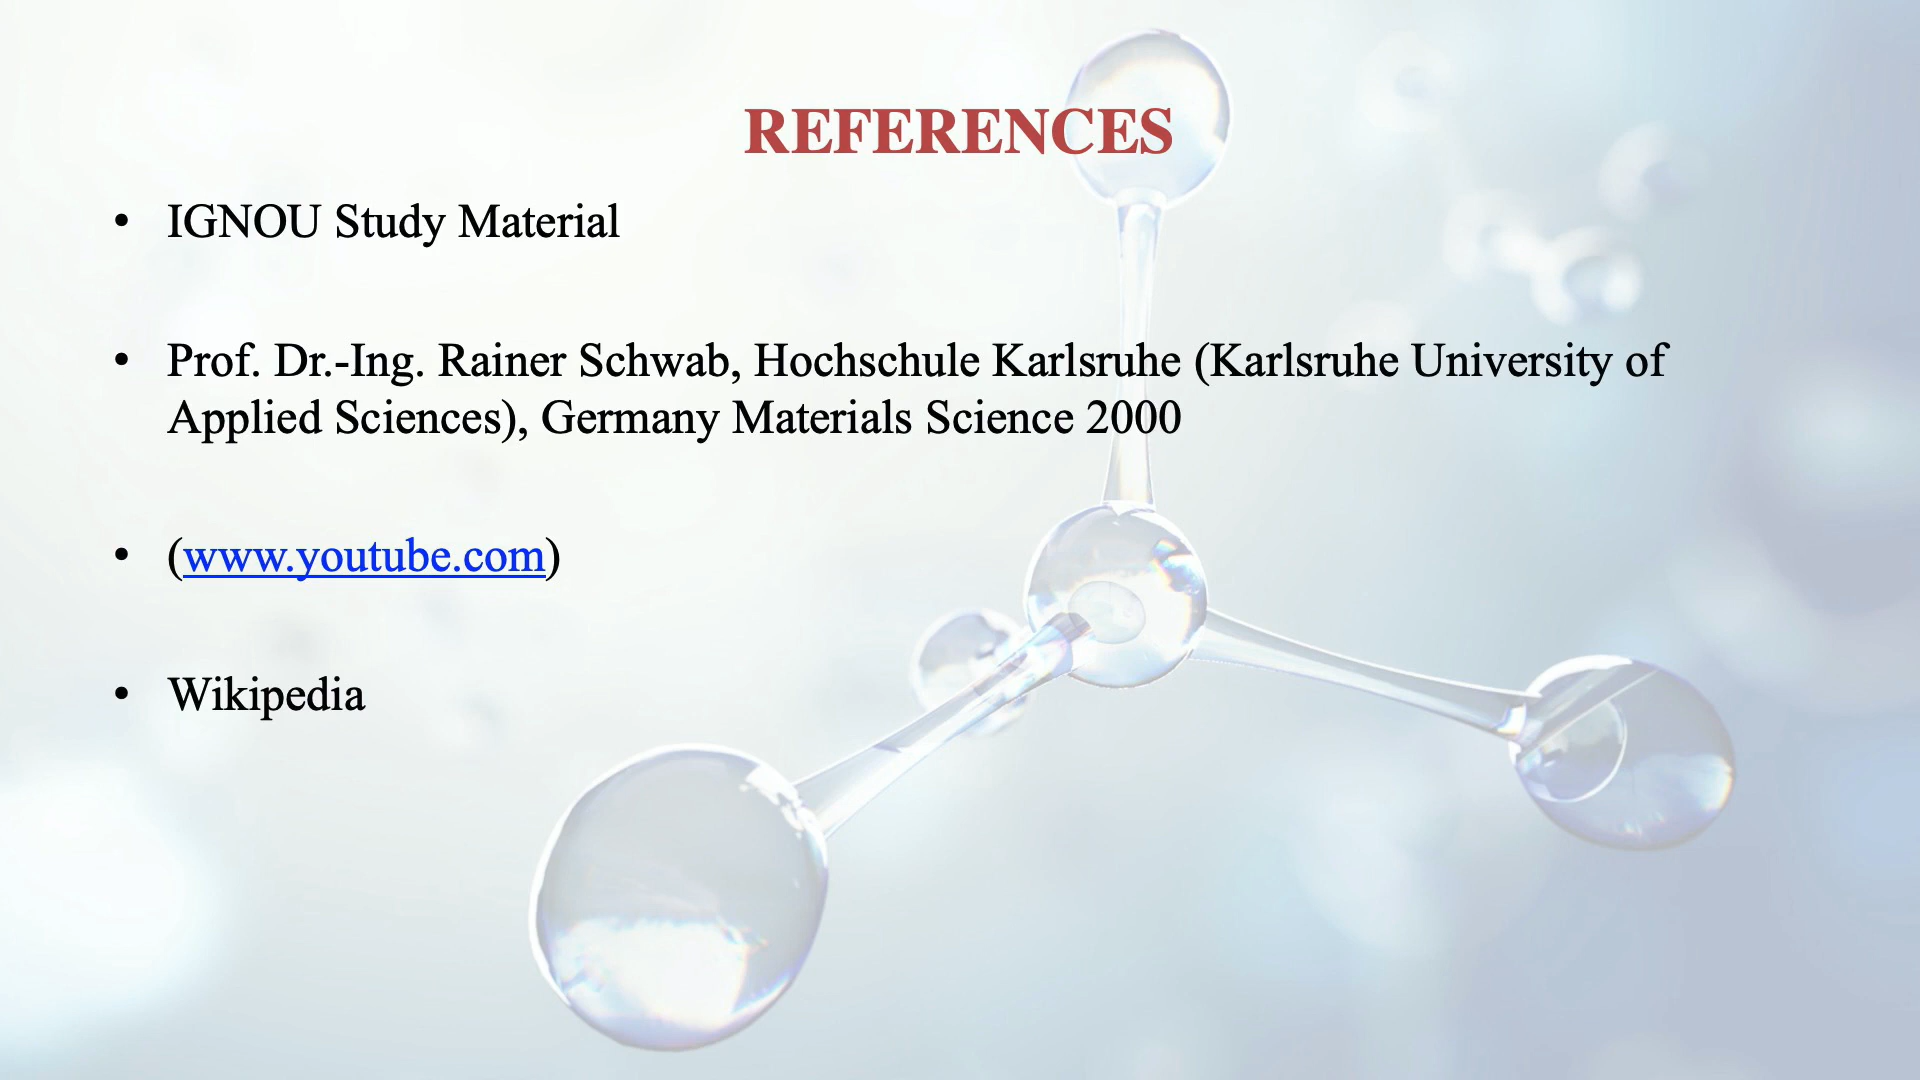 REFERENCES
• IGNOU Study Material
• Prof. Dr.-Ing. Rainer Schwab, Hochschule Karlsruhe (Karlsruhe University of
Applied Sciences), Germany Materials Science 2000
• (www.youtube.com)
• Wikipedia